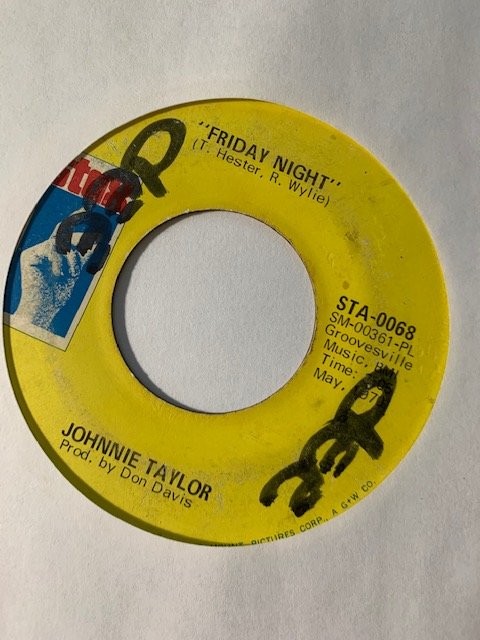 "FRIDAY NIGHT"
(T. Hester, R. Wylie)
Stax
STA-0068
SM-00361-PL
Groovesville
Music,
Time:
May,
JOHNNIE TAYLOR
Prod. by Don Davis
PICTURES CORP., A G+W CO.